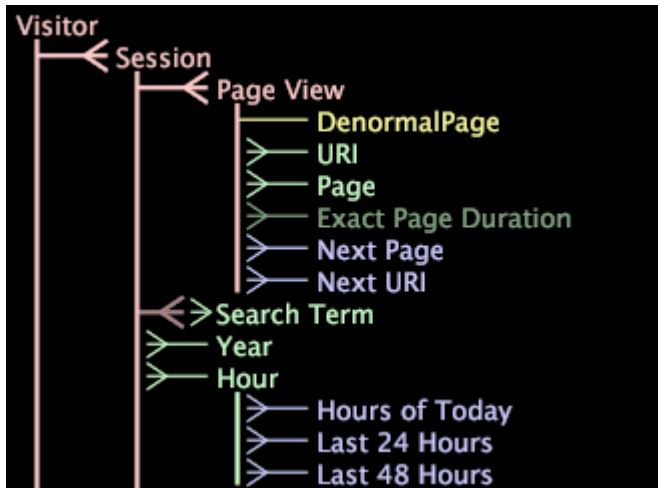 Visitor
Session
Page View
DenormalPage
URI
Page
Exact Page Duration
Next Page
Next URI
Search Term
Year
Hour
Hours of Today
Last 24 Hours
Last 48 Hours